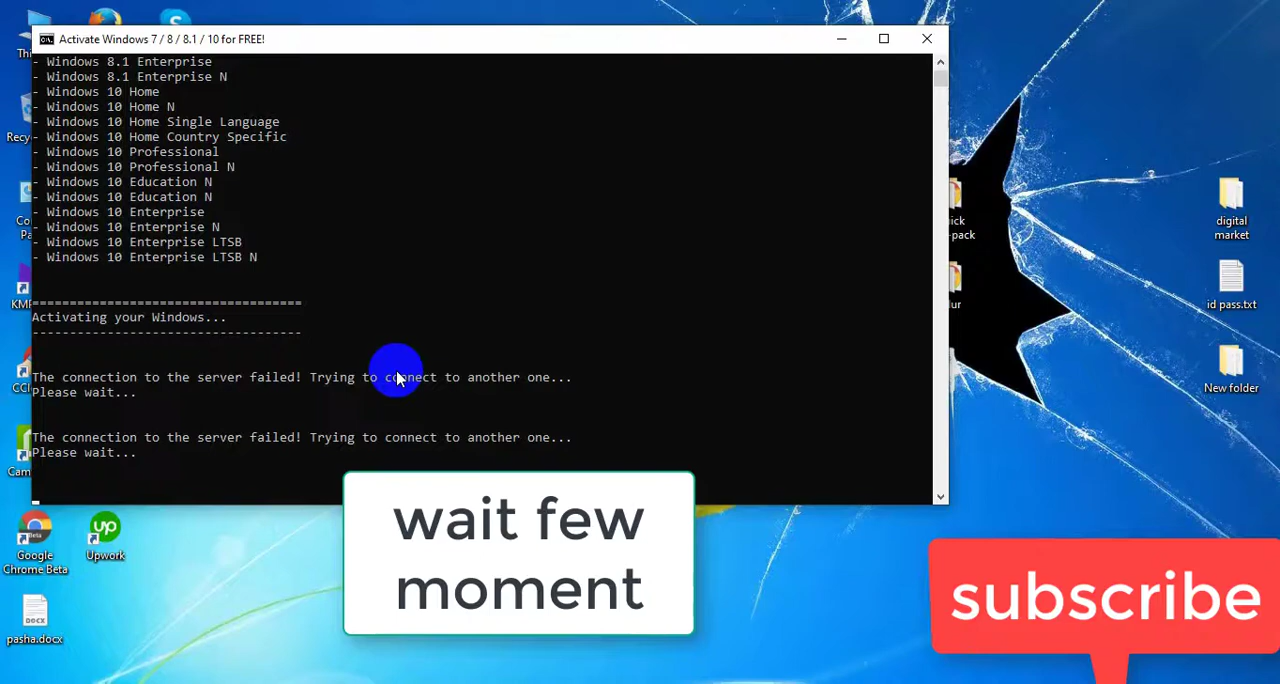 Activate Windows 7 / 8 / 8.1 / 10 for FREE!
- Windows 8.1 Enterprise
- Windows 8.1 Enterprise N
- Windows 10 Home
- Windows 10 Home N
- Windows 10 Home Single Language
- Windows 10 Home Country Specific
- Windows 10 Professional
- Windows 10 Professional N
- Windows 10 Education N
- Windows 10 Education N
- Windows 10 Enterprise
- Windows 10 Enterprise N
- Windows 10 Enterprise LTSB
- Windows 10 Enterprise LTSB N
====================================
Activating your Windows...
------------------------------------
The connection to the server failed! Trying to connect to another one...
Please wait...
The connection to the server failed! Trying to connect to another one...
Please wait...
wait few
moment
subscribe
Google
Chrome Beta
Upwork
up
Beta
DOCX
pasha.docx
digital
market
id pass.txt
New folder